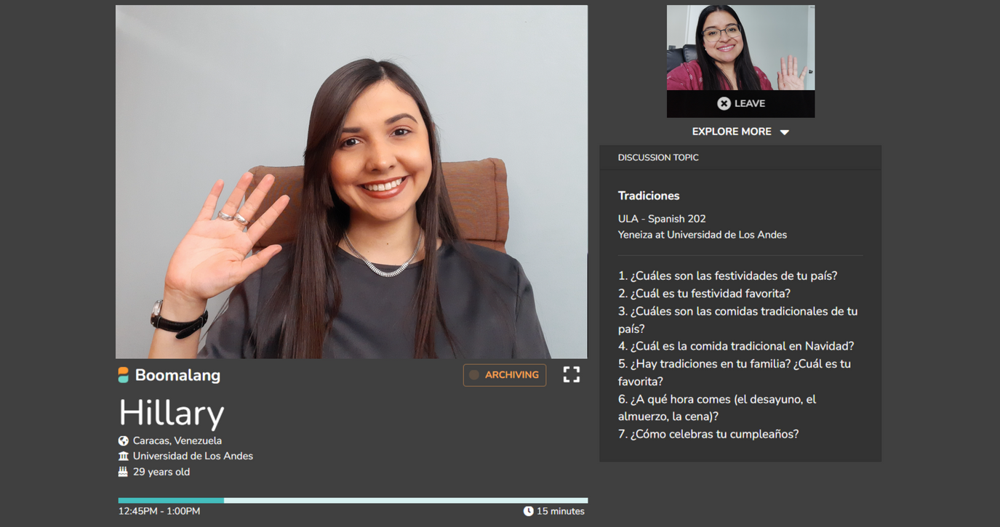 LEAVE
EXPLORE MORE
DISCUSSION TOPIC
Tradiciones
ULA - Spanish 202
Yeneiza at Universidad de Los Andes
1. ¿Cuáles son las festividades de tu país?
2. ¿Cuál es tu festividad favorita?
3. ¿Cuáles son las comidas tradicionales de tu
país?
4. ¿Cuál es la comida tradicional en Navidad?
5. ¿Hay tradiciones en tu familia? ¿Cuál es tu
favorita?
6. ¿A qué hora comes (el desayuno, el
almuerzo, la cena)?
7. ¿Cómo celebras tu cumpleaños?
Boomalang
ARCHIVING
Hillary
Caracas, Venezuela
Universidad de Los Andes
29 years old
12:45PM - 1:00PM
15 minutes